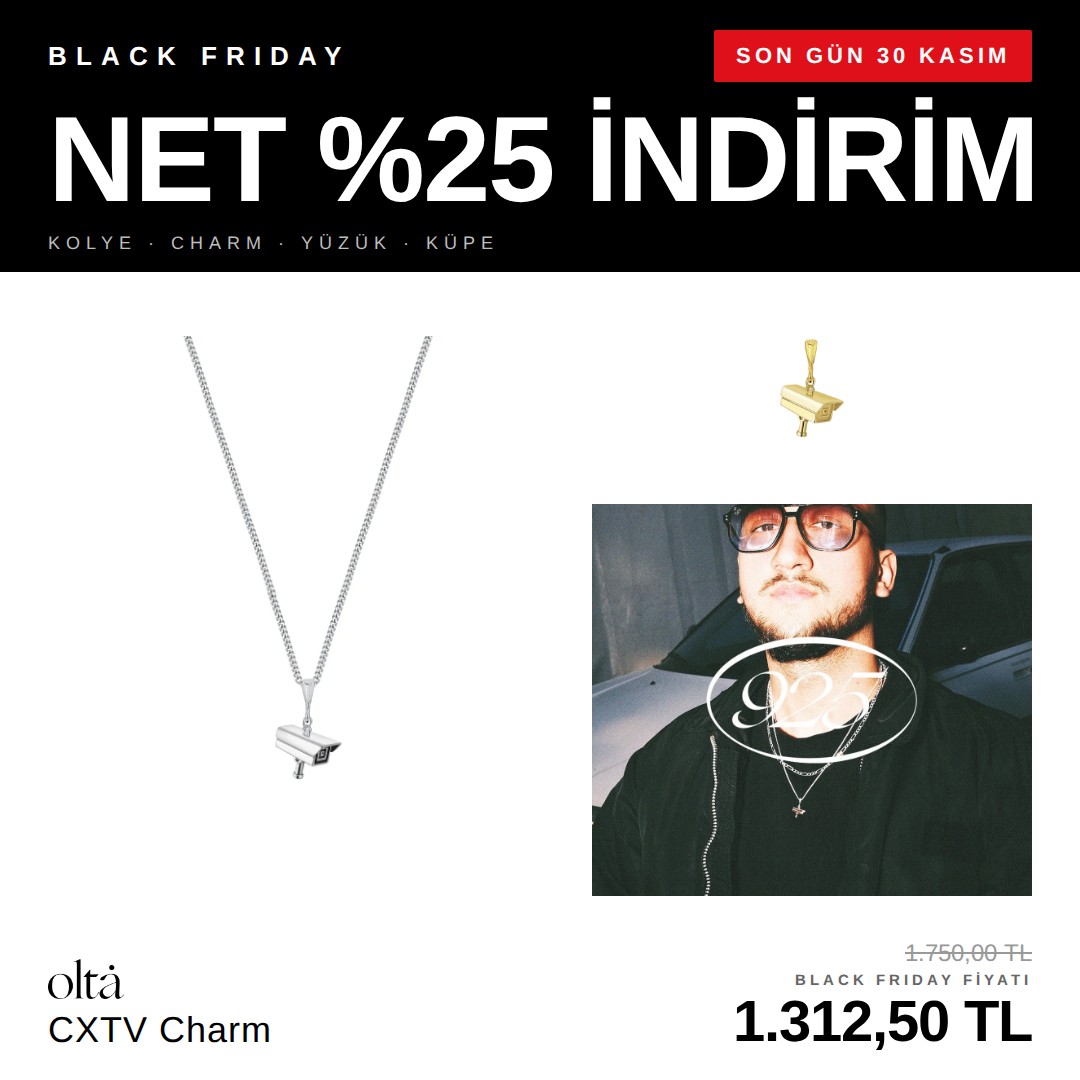 BLACK FRIDAY
SON GÜN 30 KASIM
NET %25 İNDİRİM
KOLYE · CHARM · YÜZÜK · KÜPE
925
1.750,00 TL
BLACK FRIDAY FİYATI
1.312,50 TL
oltȧ
CXTV Charm